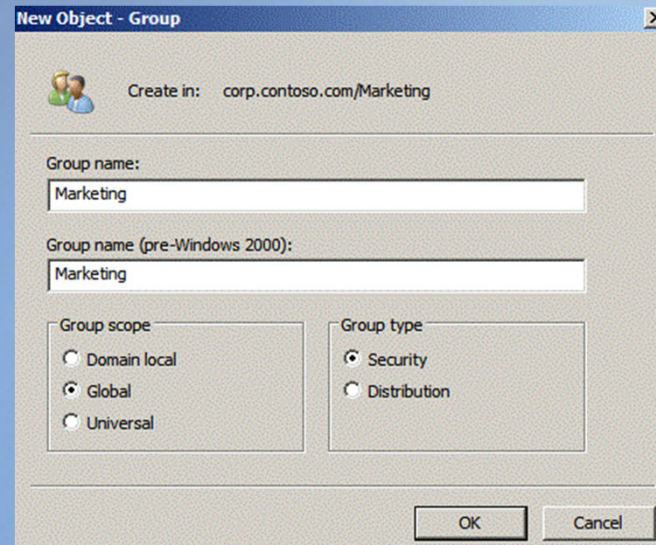 New Object - Group
Create in: corp.contoso.com/Marketing
Group name:
Marketing
Group name (pre-Windows 2000):
Marketing
Group scope
Domain local
Global
Universal
Group type
Security
Distribution
OK Cancel